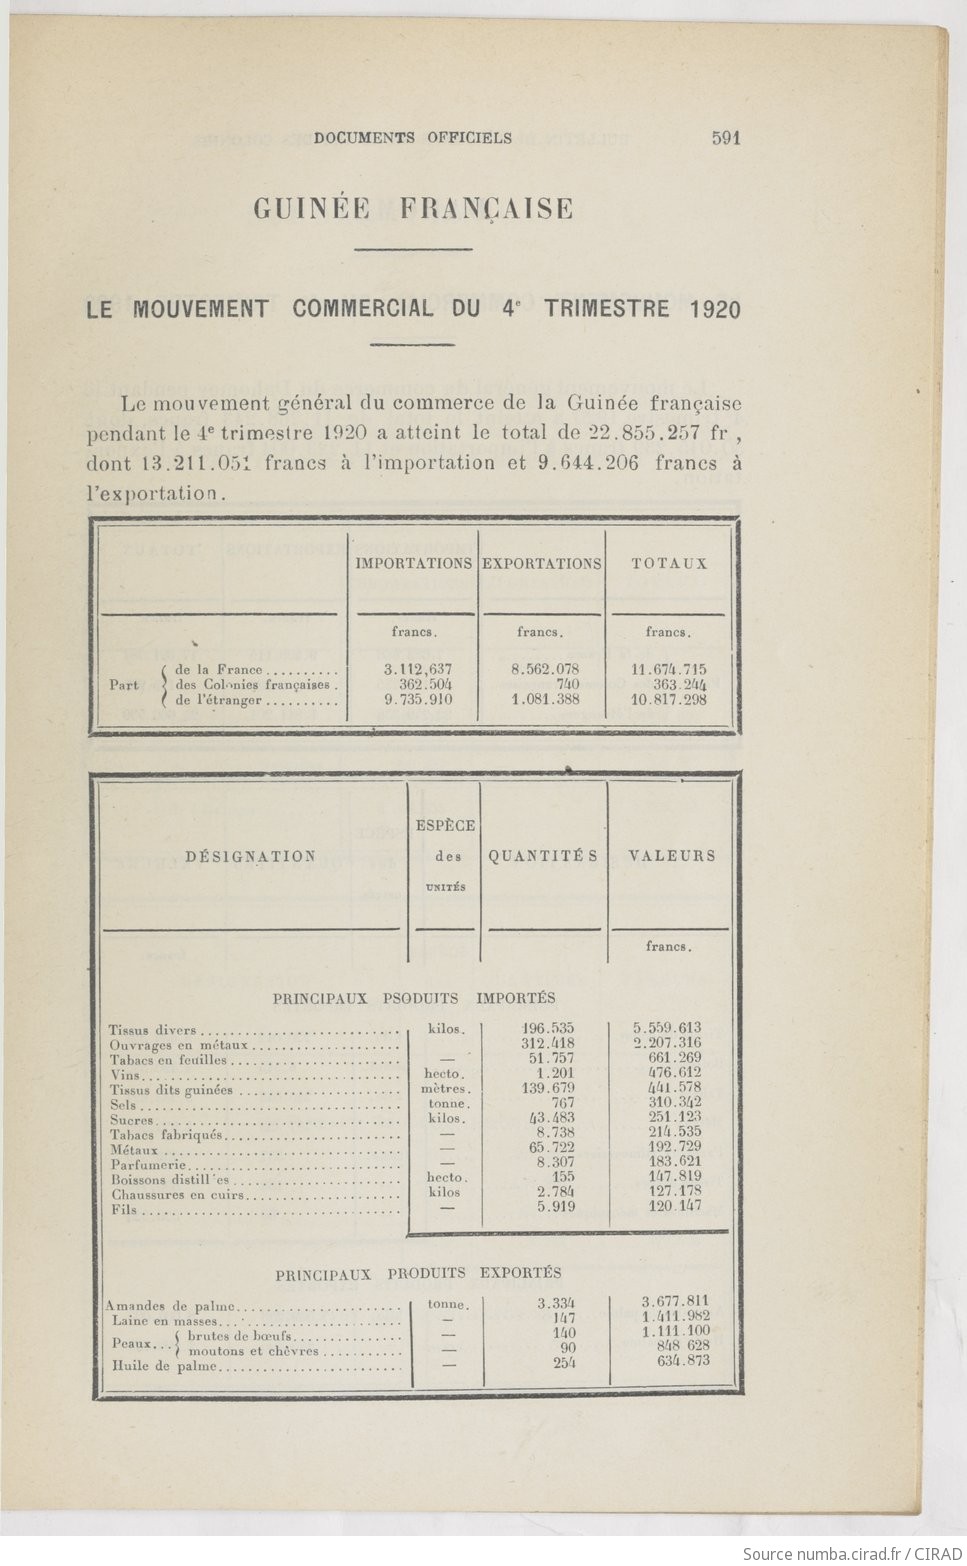 DOCUMENTS OFFICIELS 591
GUINÉE FRANÇAISE
LE MOUVEMENT COMMERCIAL DU 4e TRIMESTRE 1920
Le mouvement général du commerce de la Guinée française
pendant le 4e trimestre 1920 a atteint le total de 22.855.257 fr ,
dont 13.211.051 francs à l'importation et 9.644.206 francs à
l'exportation.
IMPORTATIONS EXPORTATIONS TOTAUX
francs. francs. francs.
Part
de la France.......... 3.112,637 8.562.078 11.674.715
des Colonies françaises . 362.504 740 363.244
de l'étranger.......... 9.735.910 1.081.388 10.817.298
DÉSIGNATION ESPÈCE des UNITÉS QUANTITÉS VALEURS
francs.
PRINCIPAUX PSODUITS IMPORTÉS
Tissus divers........................... kilos. 196.535 5.559.613
Ouvrages en métaux.................... 312.418 2.207.316
Tabacs en feuilles....................... — 51.757 661.269
Vins................................... hecto. 1.201 476.612
Tissus dits guinées...................... mètres. 139.679 441.578
Sels................................... tonne. 767 310.342
Sucres................................. kilos. 43.483 251.123
Tabacs fabriqués........................ — 8.738 214.535
Métaux................................ — 65.722 192.729
Parfumerie............................. — 8.307 183.621
Boissons distill es....................... hecto. 155 147.819
Chaussures en cuirs..................... kilos 2.784 127.178
Fils................................... — 5.919 120.147
PRINCIPAUX PRODUITS EXPORTÉS
Amandes de palme...................... tonne. 3.334 3.677.811
Laine en masses........................ — 147 1.411.982
Peaux...
brutes de bœufs............... — 140 1.111.100
moutons et chèvres........... — 90 848 628
Huile de palme......................... — 254 634.873
Source numba.cirad.fr / CIRAD